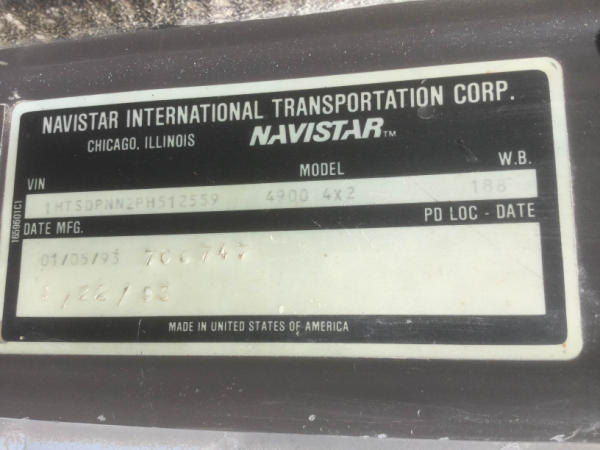 NAVISTAR INTERNATIONAL TRANSPORTATION CORP.
CHICAGO, ILLINOIS NAVISTAR™
VIN MODEL W.B.
1HTSDPNN2PH512559 4900 4X2 188
DATE MFG. PD LOC - DATE
01/05/93
1659601C1
MADE IN UNITED STATES OF AMERICA